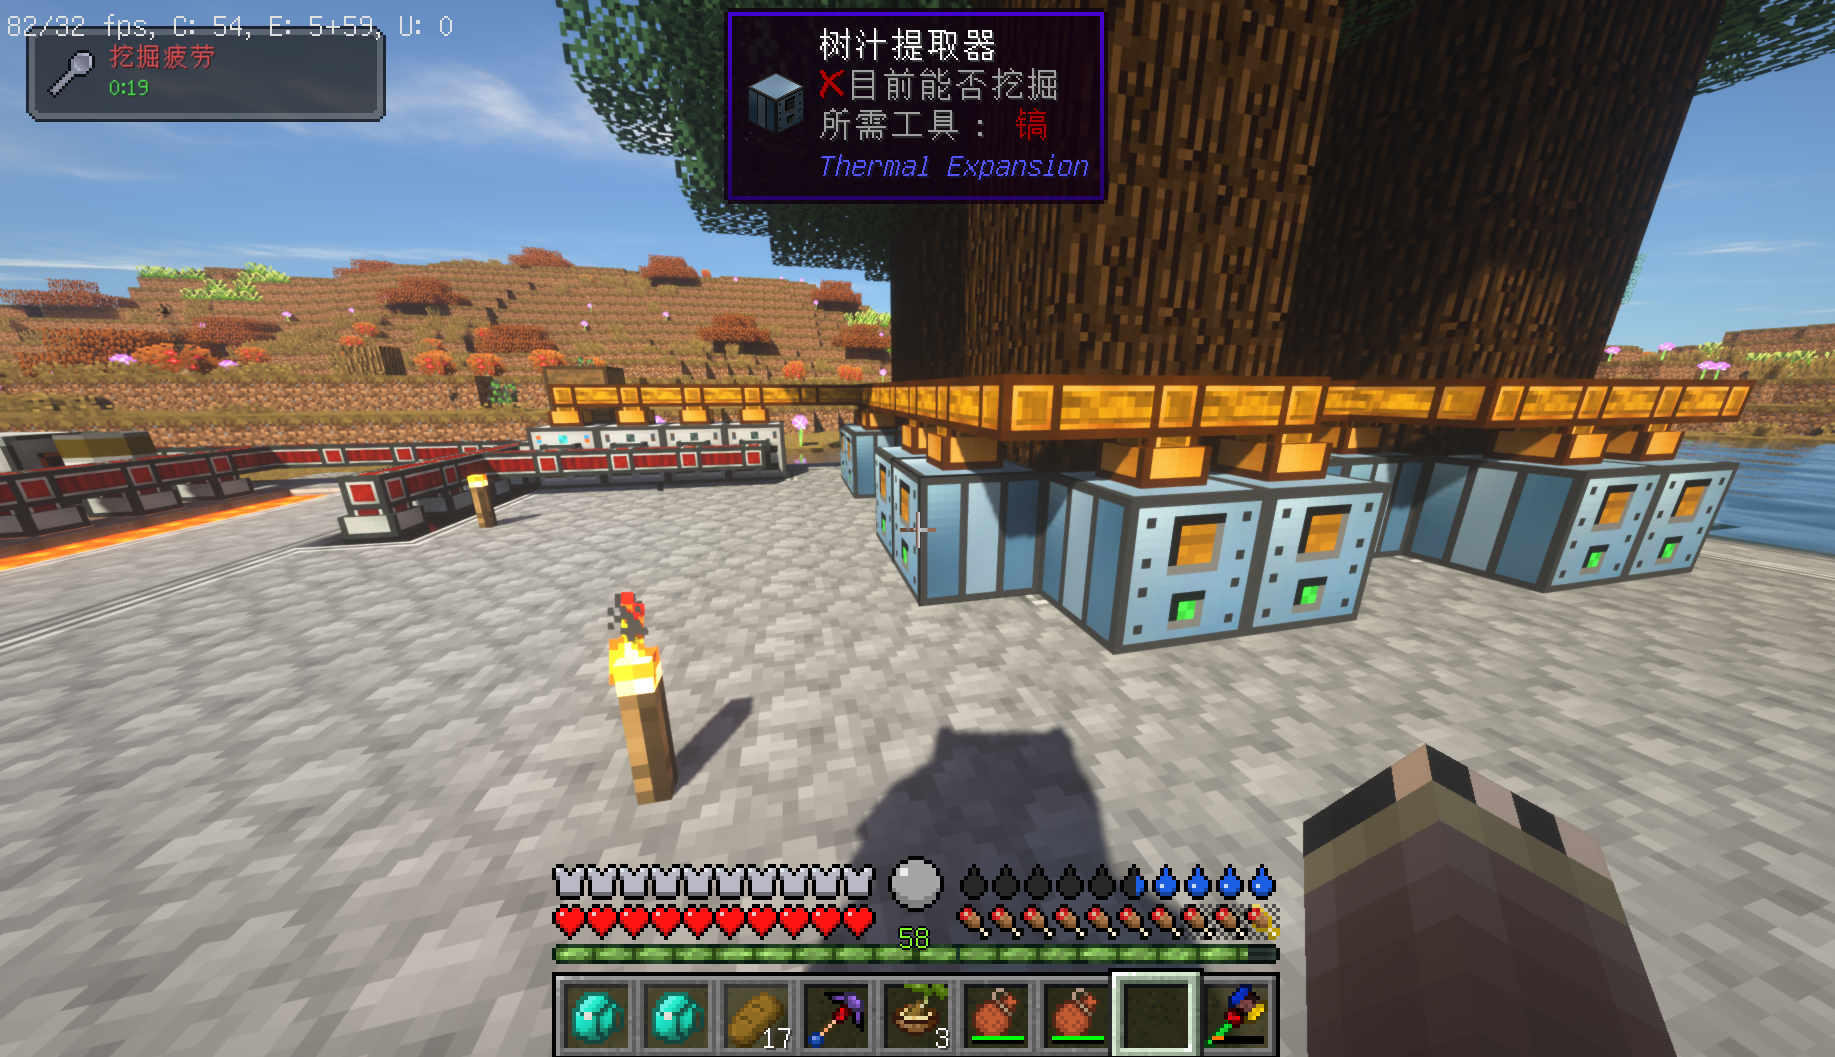 82/32 fps, C: 54, E: 5+59, U: 0
挖掘疲劳
0:19
树汁提取器
目前能否挖掘
所需工具: 镐
Thermal Expansion
58
17
3